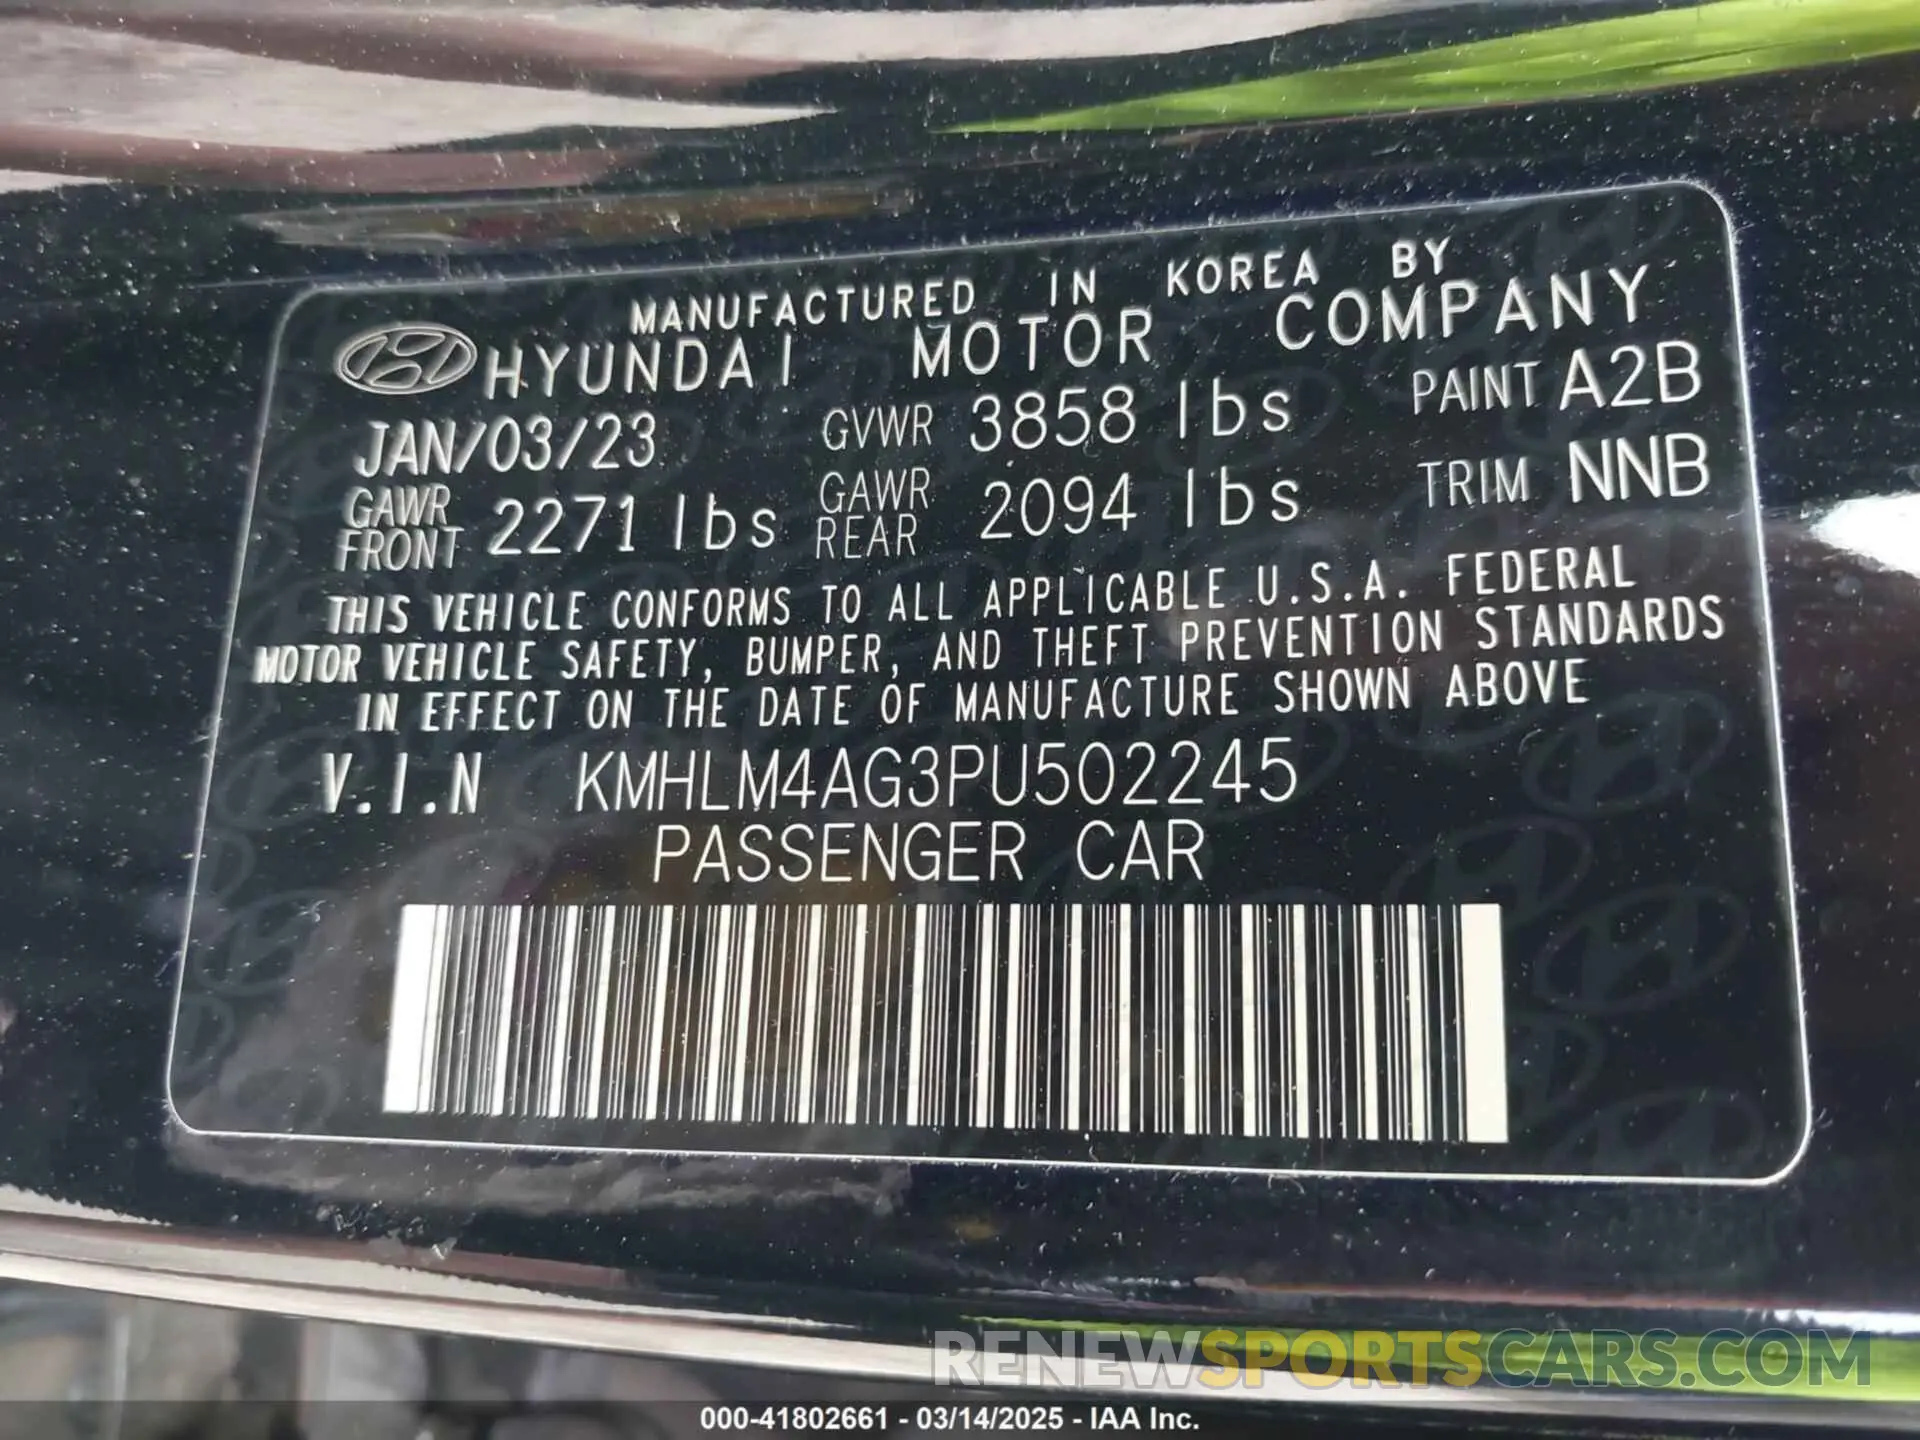 MANUFACTURED IN KOREA BY
HYUNDAI MOTOR COMPANY
JAN/03/23 GVWR 3858 lbs PAINT A2B
GAWR FRONT 2271 lbs GAWR REAR 2094 lbs TRIM NNB
THIS VEHICLE CONFORMS TO ALL APPLICABLE U.S.A. FEDERAL
MOTOR VEHICLE SAFETY, BUMPER, AND THEFT PREVENTION STANDARDS
IN EFFECT ON THE DATE OF MANUFACTURE SHOWN ABOVE
V.I.N KMHLM4AG3PU502245
PASSENGER CAR
RENEWSPORTSCARS.COM
000-41802661 - 03/14/2025 - IAA Inc.